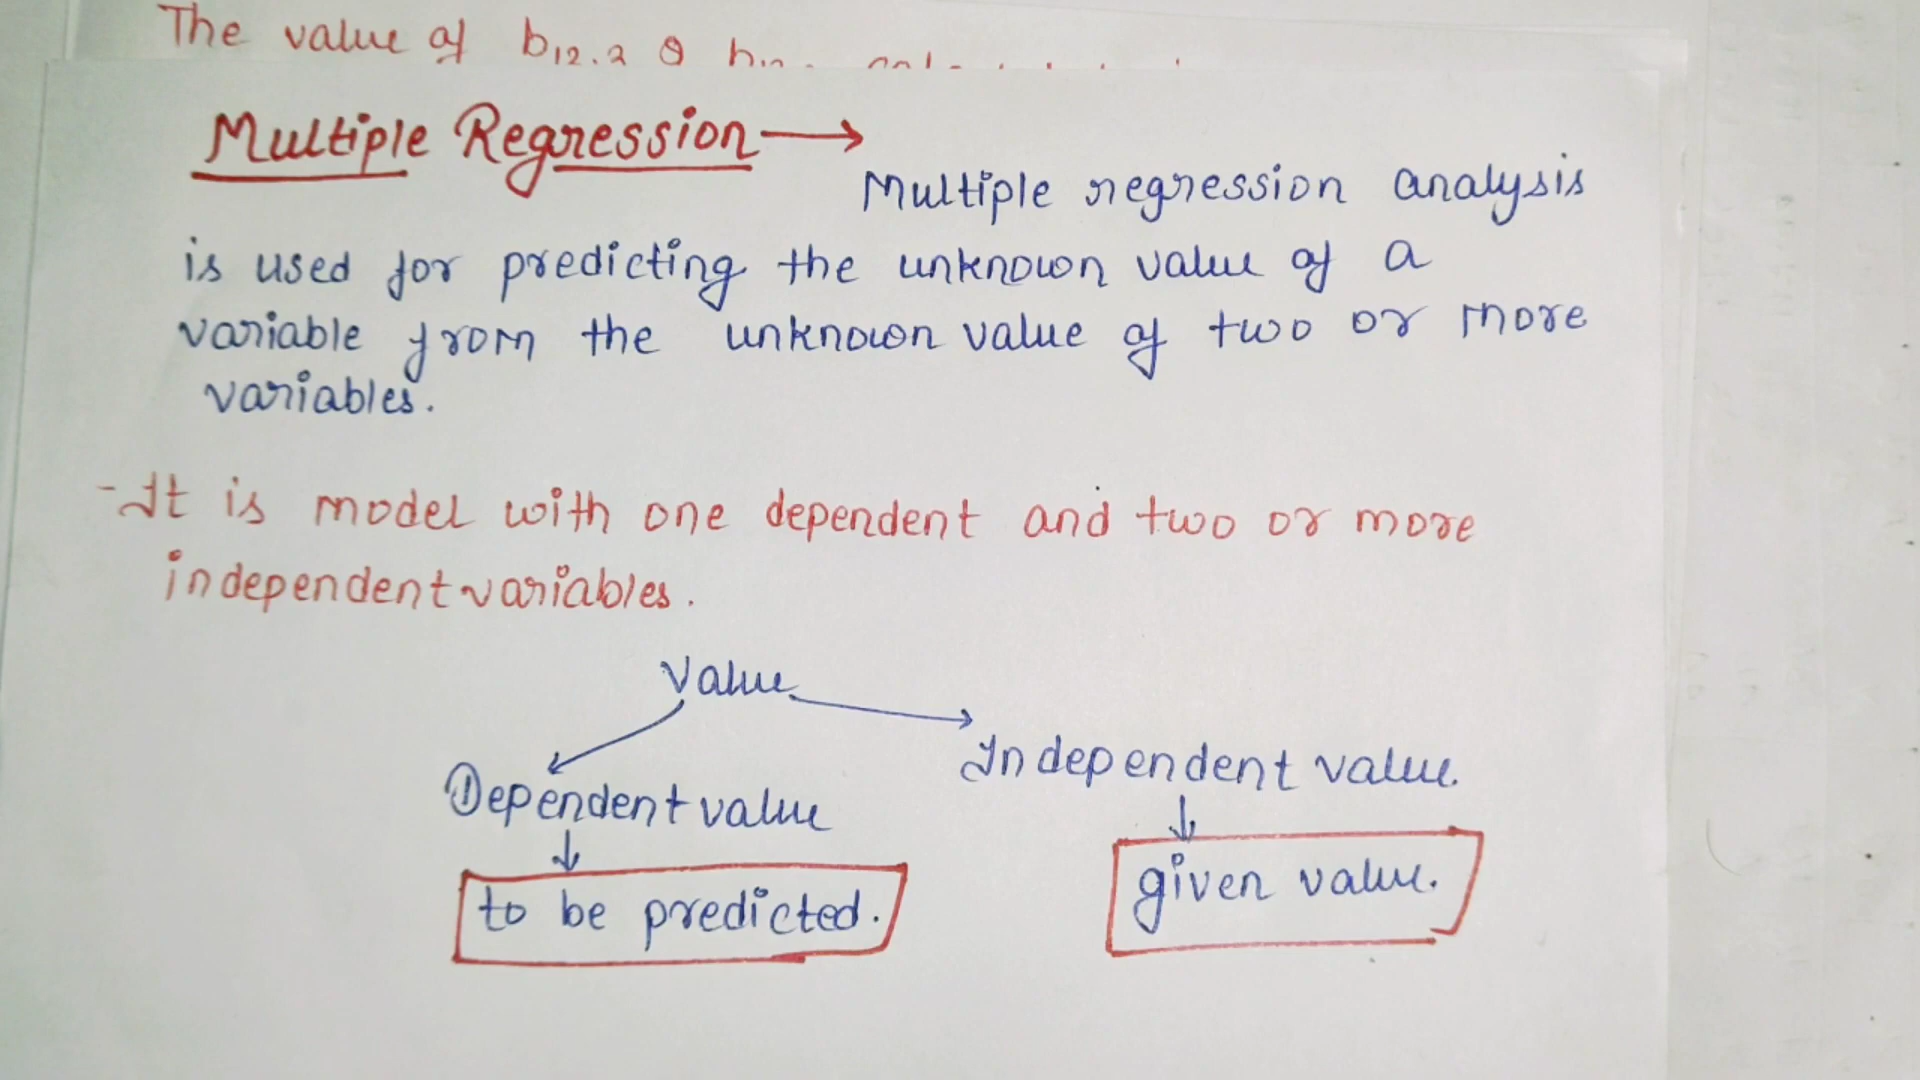 The value of b12.2
Multiple Regression →
Multiple regression analysis
is used for predicting the unknown value of a
variable from the unknown value of two or more
variables.
- It is model with one dependent and two or more
independent variables.
Value
Independent value.
Dependent value
given value.
to be predicted.